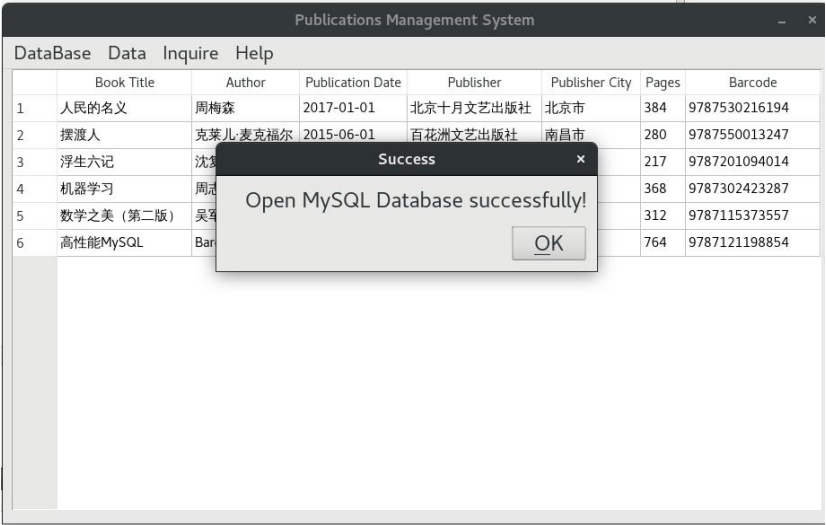 Publications Management System
DataBase Data Inquire Help
Book Title Author Publication Date Publisher Publisher City Pages Barcode
1 人民的名义 周梅森 2017-01-01 北京十月文艺出版社 北京市 384 9787530216194
2 摆渡人 克莱儿·麦克福尔 2015-06-01 百花洲文艺出版社 南昌市 280 9787550013247
3 浮生六记 217 9787201094014
4 机器学习 368 9787302423287
5 数学之美（第二版） 312 9787115373557
6 高性能MySQL Bar 764 9787121198854
Success
Open MySQL Database successfully!
OK